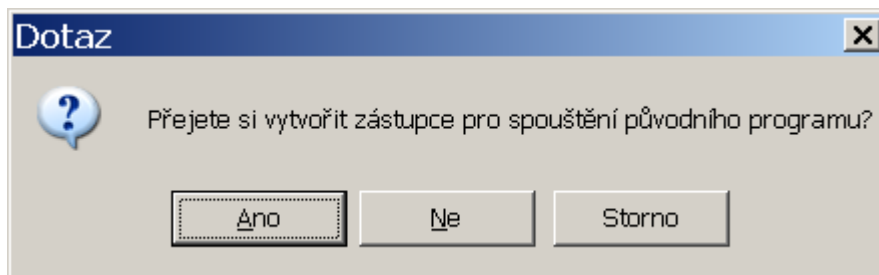 Dotaz
Přejete si vytvořit zástupce pro spouštění původního programu?
Ano Ne Storno